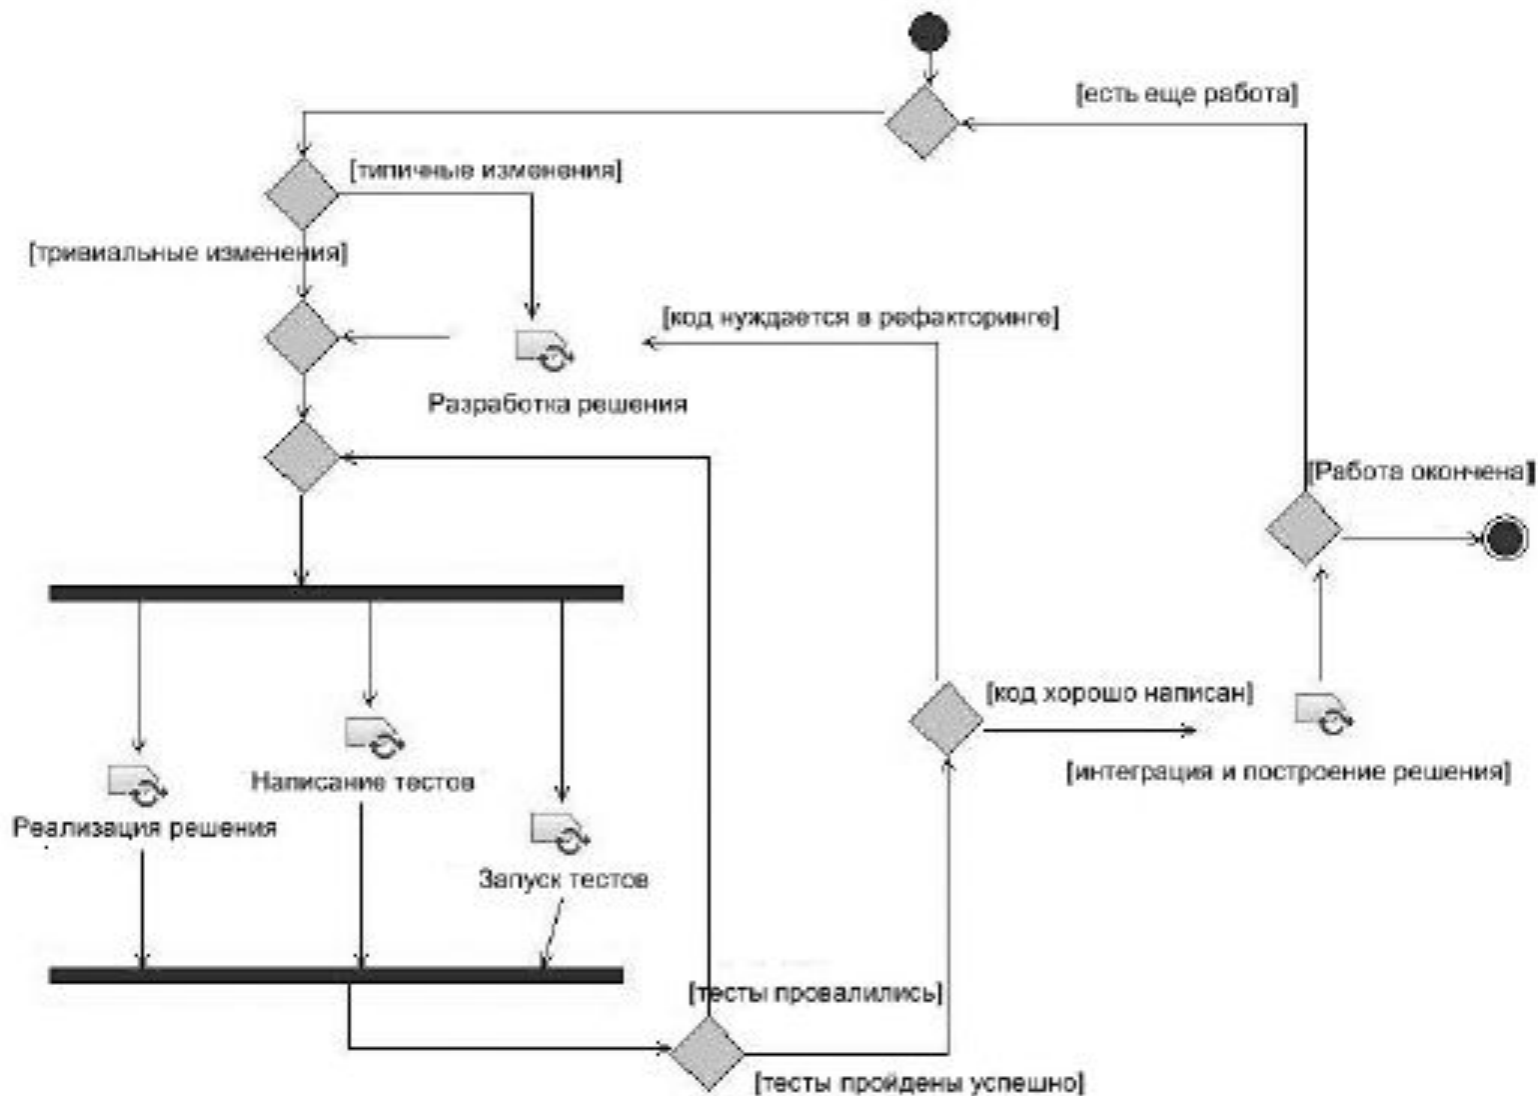 [есть еще работа]
[типичные изменения]
[тривиальные изменения]
[код нуждается в рефакторинге]
Разработка решения
[Работа окончена]
[код хорошо написан]
[интеграция и построение решения]
Написание тестов
Реализация решения
Запуск тестов
[тесты провалились]
[тесты пройдены успешно]